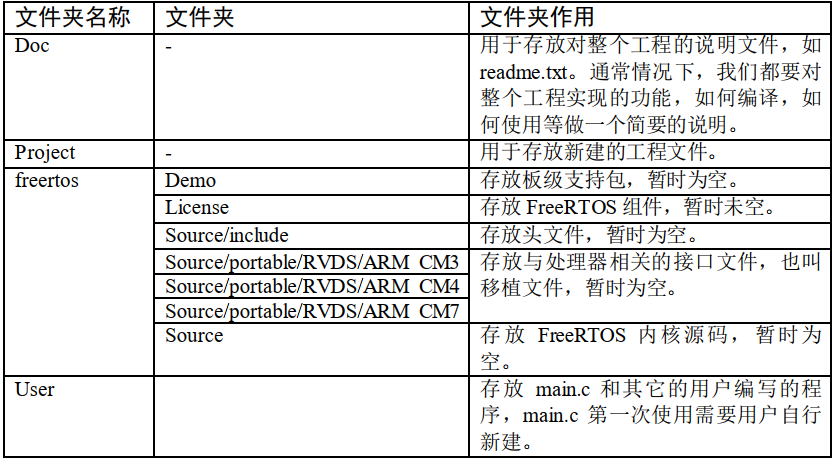 文件夹名称 文件夹 文件夹作用
Doc - 用于存放对整个工程的说明文件，如
readme.txt。通常情况下，我们都要对
整个工程实现的功能，如何编译，如
何使用等做一个简要的说明。
Project - 用于存放新建的工程文件。
freertos Demo 存放板级支持包，暂时为空。
License 存放 FreeRTOS 组件，暂时未空。
Source/include 存放头文件，暂时为空。
Source/portable/RVDS/ARM_CM3 存放与处理器相关的接口文件，也叫
Source/portable/RVDS/ARM_CM4 移植文件，暂时为空。
Source/portable/RVDS/ARM_CM7
Source 存放 FreeRTOS 内核源码，暂时为
空。
User 存放 main.c 和其它的用户编写的程
序，main.c 第一次使用需要用户自行
新建。